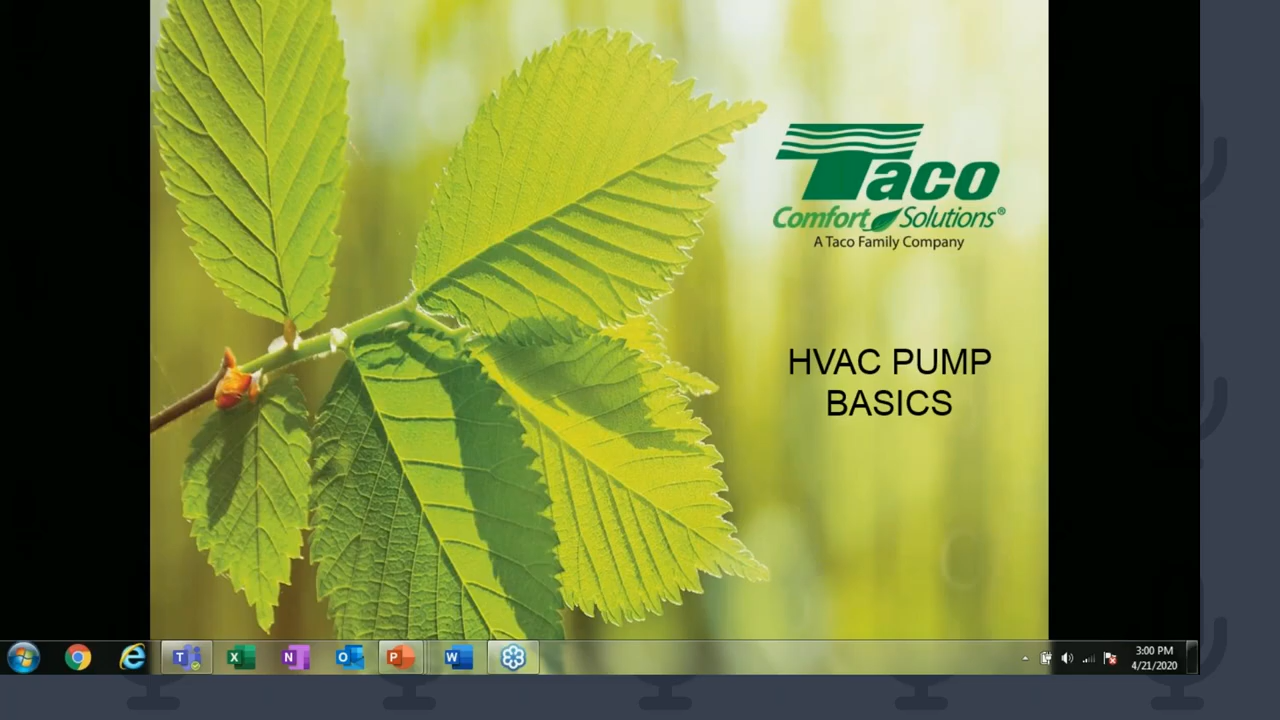 Taco
Comfort Solutions®
A Taco Family Company
HVAC PUMP
BASICS
3:00 PM
4/21/2020